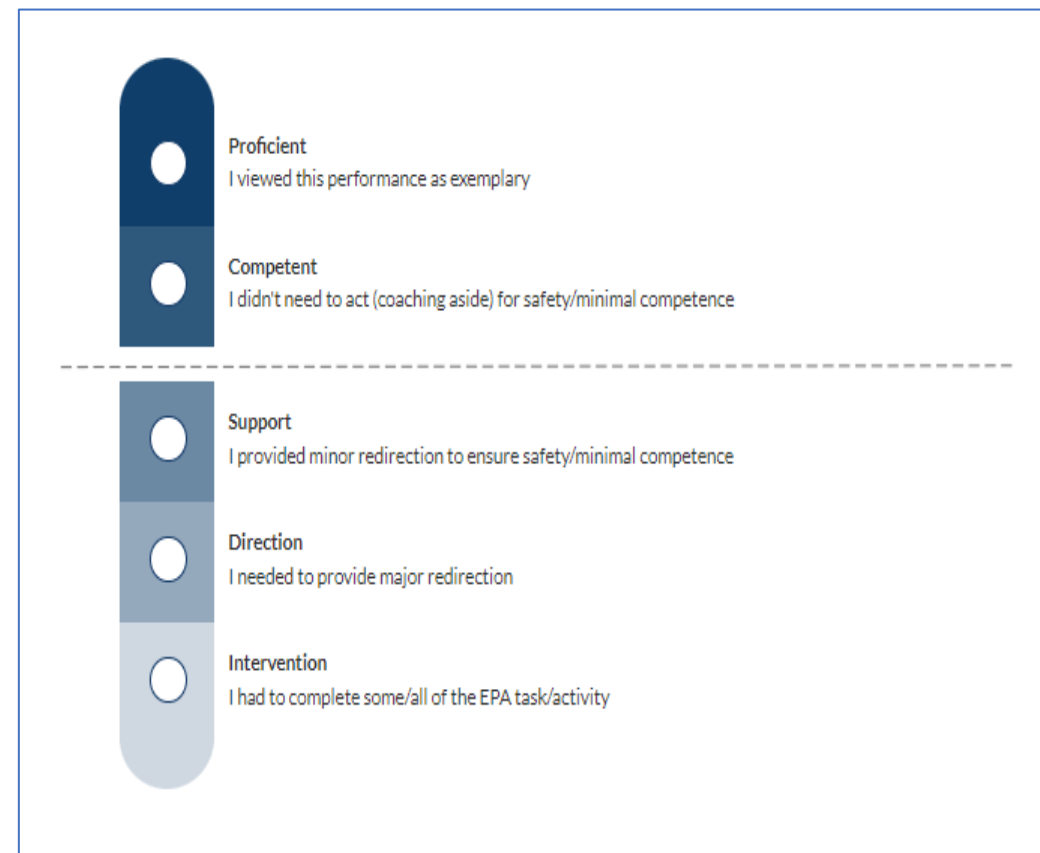 Proficient
I viewed this performance as exemplary
Competent
I didn't need to act (coaching aside) for safety/minimal competence
Support
I provided minor redirection to ensure safety/minimal competence
Direction
I needed to provide major redirection
Intervention
I had to complete some/all of the EPA task/activity